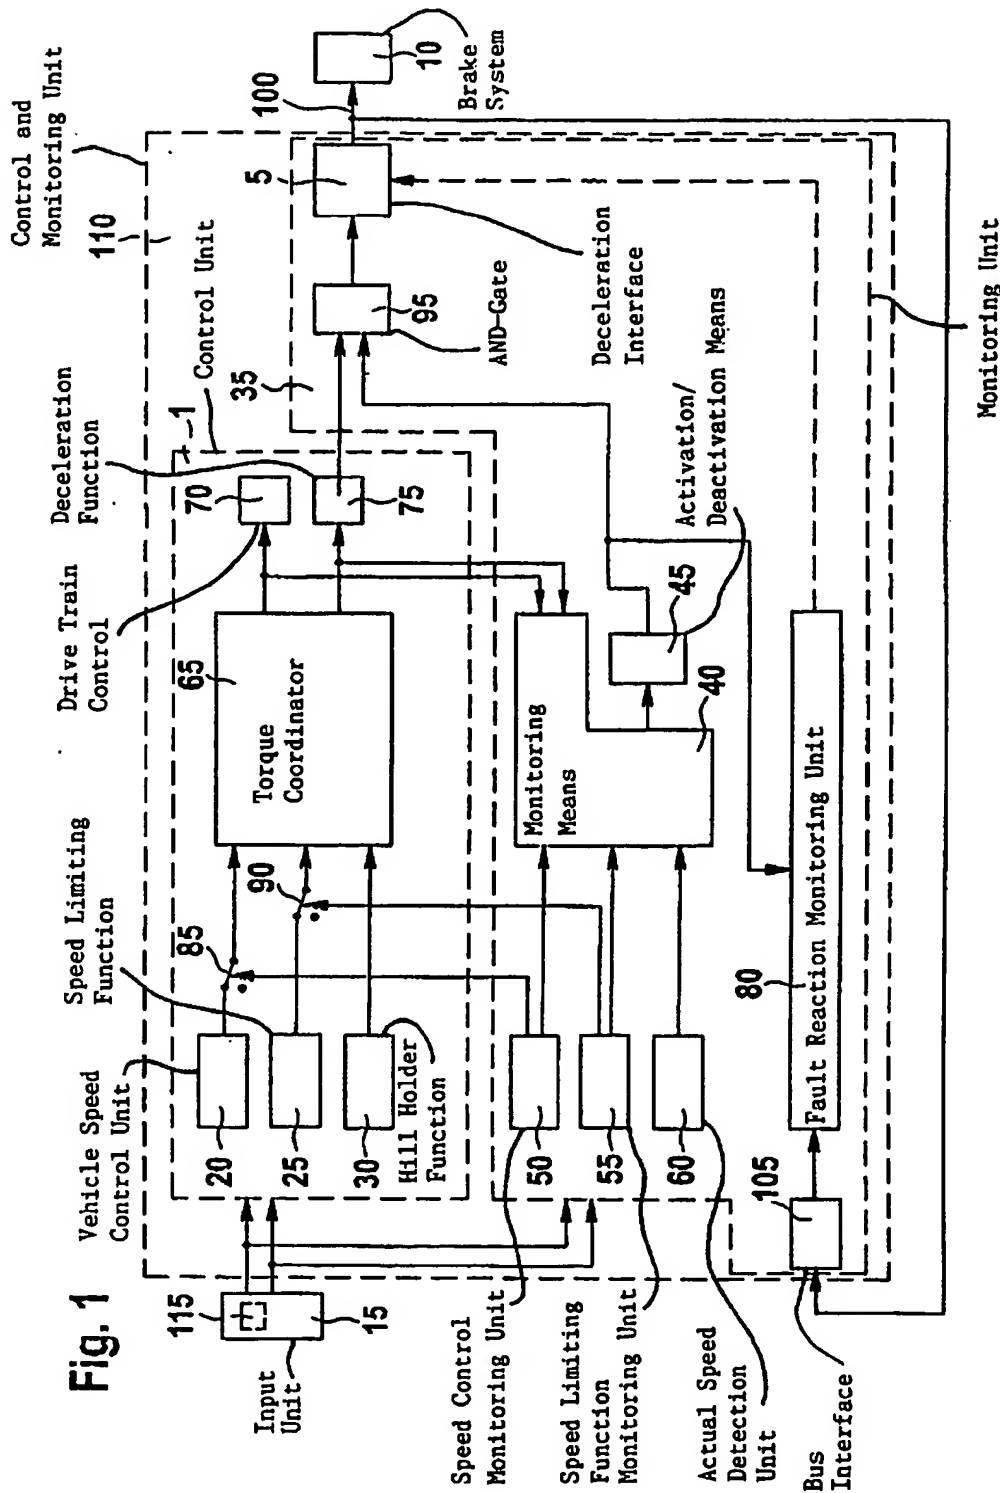 Fig. 1
Control and
Monitoring Unit
110
Control Unit
1
Deceleration
Function
Drive Train
Control
Speed Limiting
Function
Vehicle Speed
Control Unit
Input
Unit
115
15
20
25
30
Hill Holder
Function
85
90
65
Torque
Coordinator
70
75
35
95
AND-Gate
5
Deceleration
Interface
100
10
Brake
System
50
55
60
Monitoring
Means
40
45
Activation/
Deactivation Means
Speed Control
Monitoring Unit
Speed Limiting
Function
Monitoring Unit
Actual Speed
Detection
Unit
Bus
Interface
105
80
Fault Reaction Monitoring Unit
Monitoring Unit